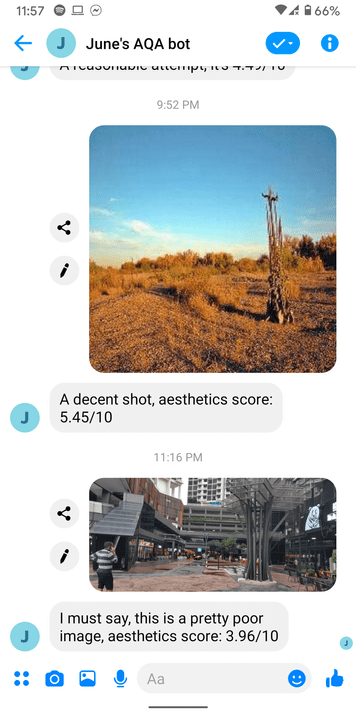 11:57
66%
J
June's AQA bot
J
A reasonable attempt, it's 4.49/10
9:52 PM
A decent shot, aesthetics score:
5.45/10
J
11:16 PM
I must say, this is a pretty poor
image, aesthetics score: 3.96/10
J
J
Aa